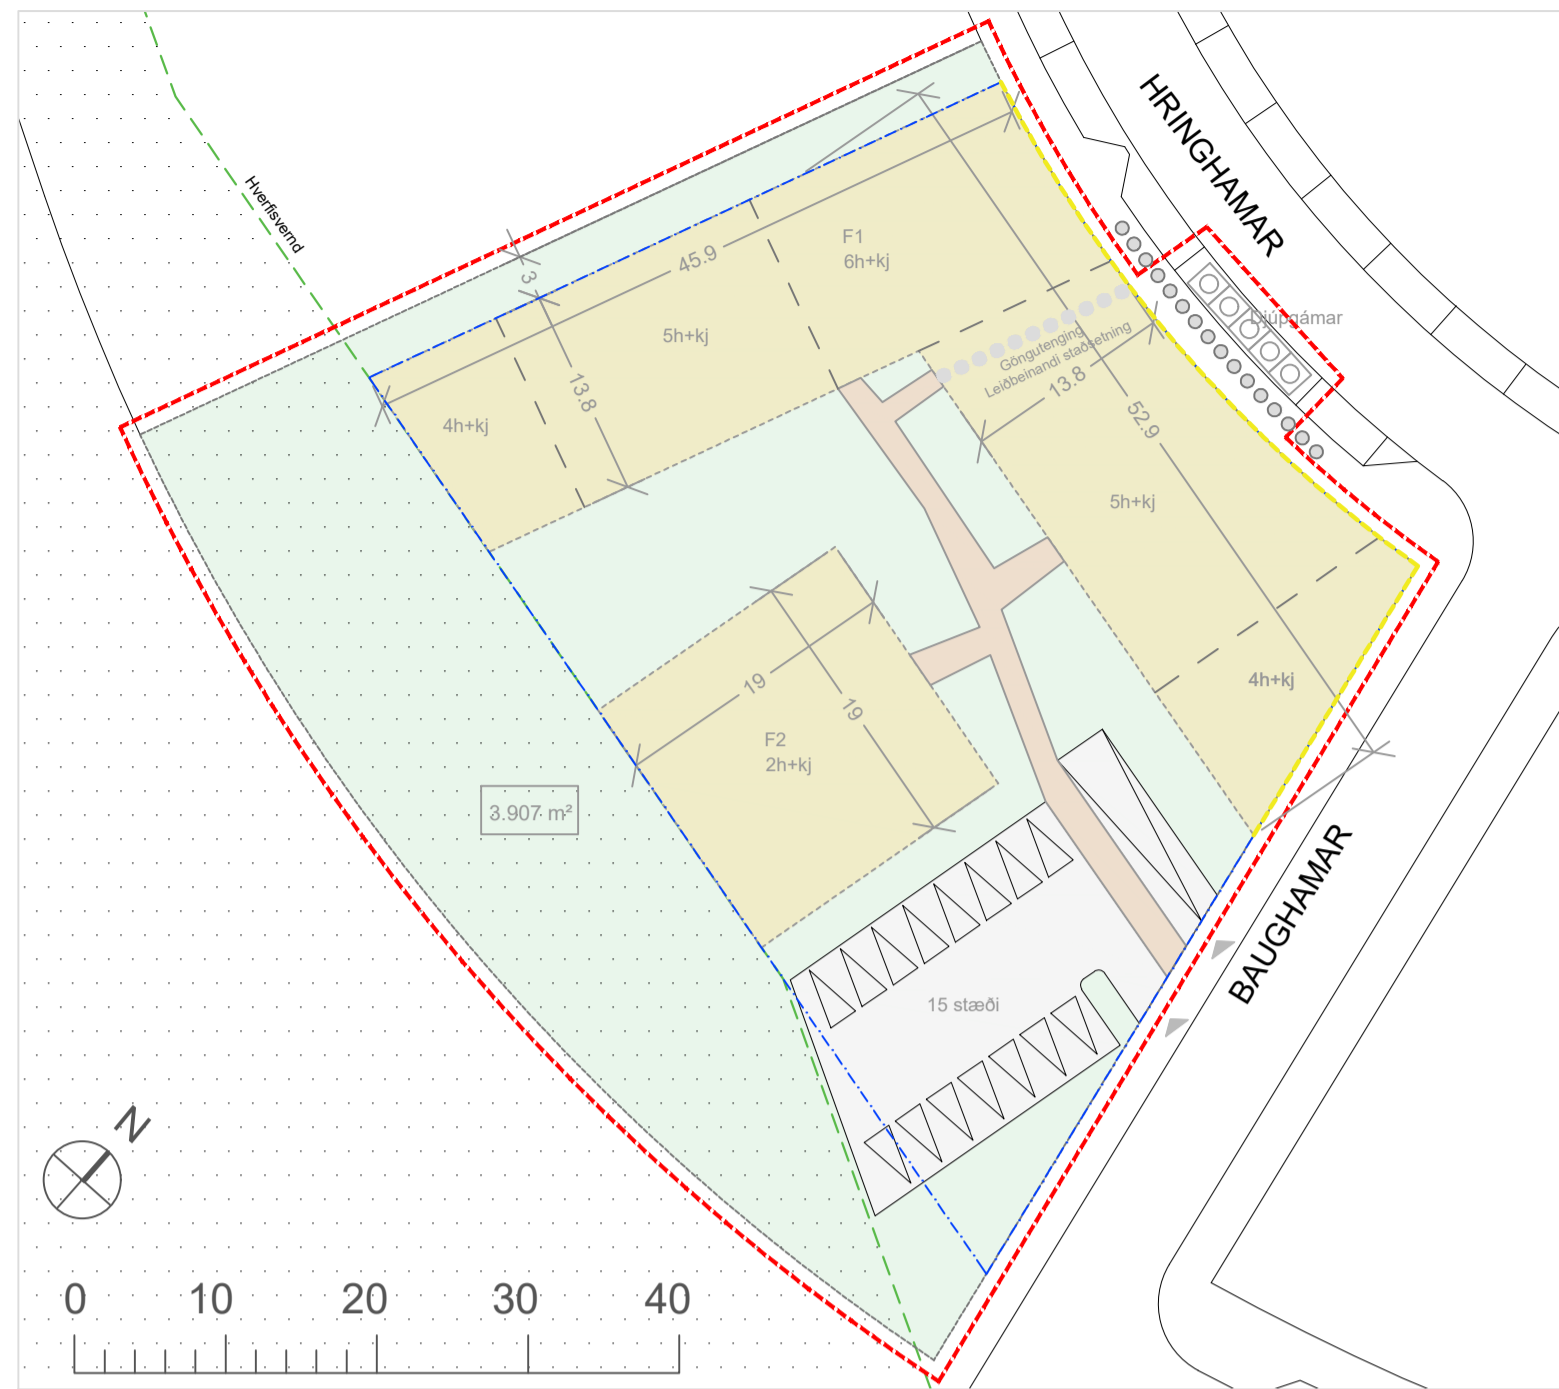 HRINGHAMAR
Hverfisvernd
F1
6h+kj
45.9
3
Djúpgámar
5h+kj
Göngutenging
Leiðbeinandi staðsetning
13.8
13.8
52.9
4h+kj
5h+kj
4h+kj
19
19
F2
2h+kj
3.907 m²
BAUGHAMAR
15 stæði
N
0 10 20 30 40